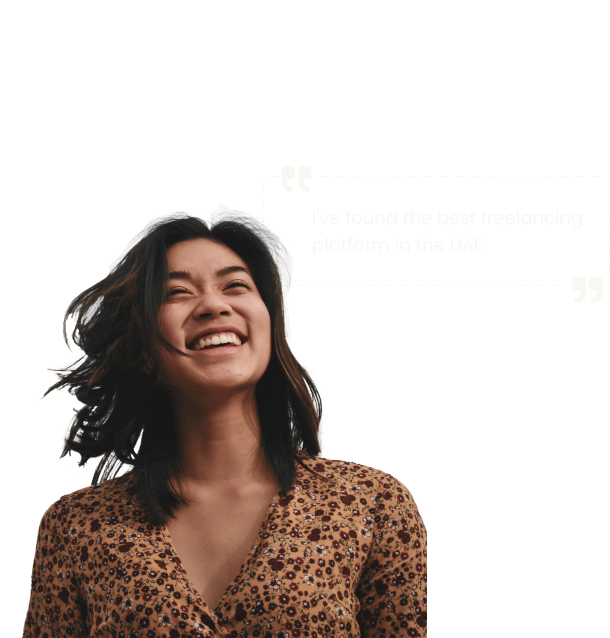 ❝
I've found the best freelancing
platform in the UAE
❞